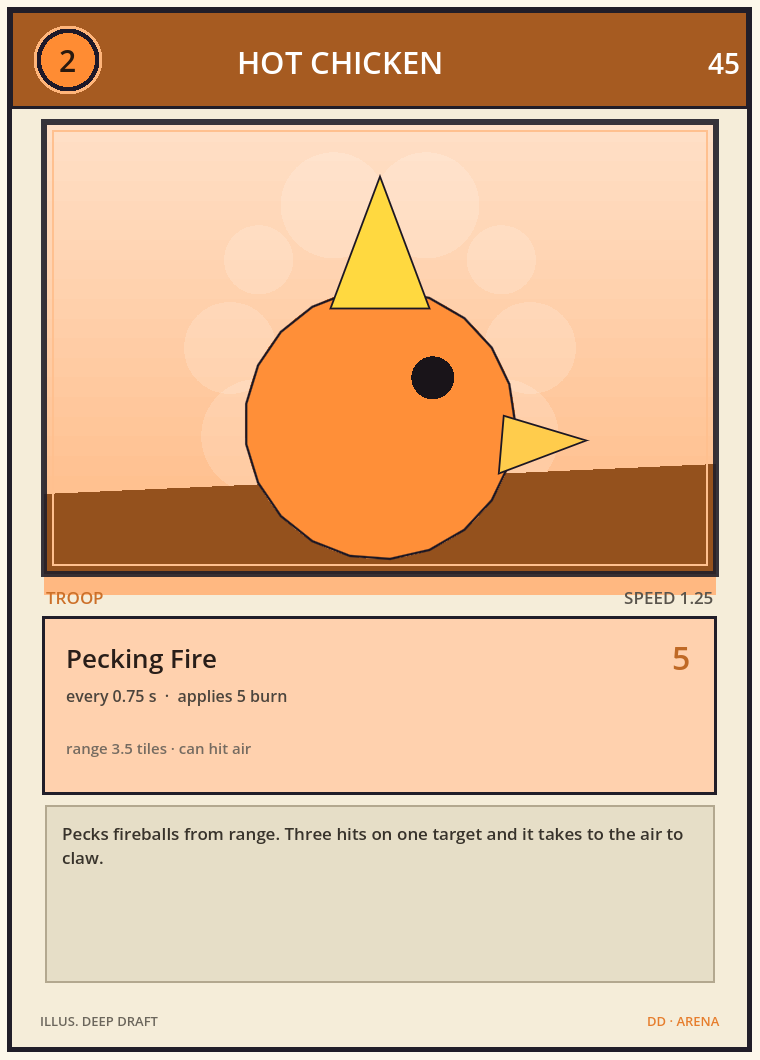 2
HOT CHICKEN
45
TROOP
SPEED 1.25
Pecking Fire
5
every 0.75 s · applies 5 burn
range 3.5 tiles · can hit air
Pecks fireballs from range. Three hits on one target and it takes to the air to
claw.
ILLUS. DEEP DRAFT
DD · ARENA